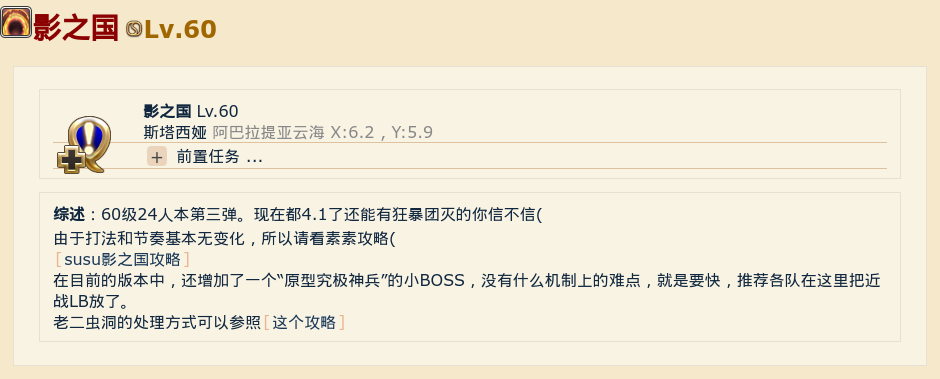 影之国 Lv.60
影之国 Lv.60
斯塔西娅 阿巴拉提亚云海 X:6.2 , Y:5.9
+ 前置任务 ...
综述：60级24人本第三弹。现在都4.1了还能有狂暴团灭的你信不信(
由于打法和节奏基本无变化，所以请看素素攻略(
[susu影之国攻略]
在目前的版本中，还增加了一个“原型究极神兵”的小BOSS，没有什么机制上的难点，就是要快，推荐各队在这里把近
战LB放了。
老二虫洞的处理方式可以参照[这个攻略]